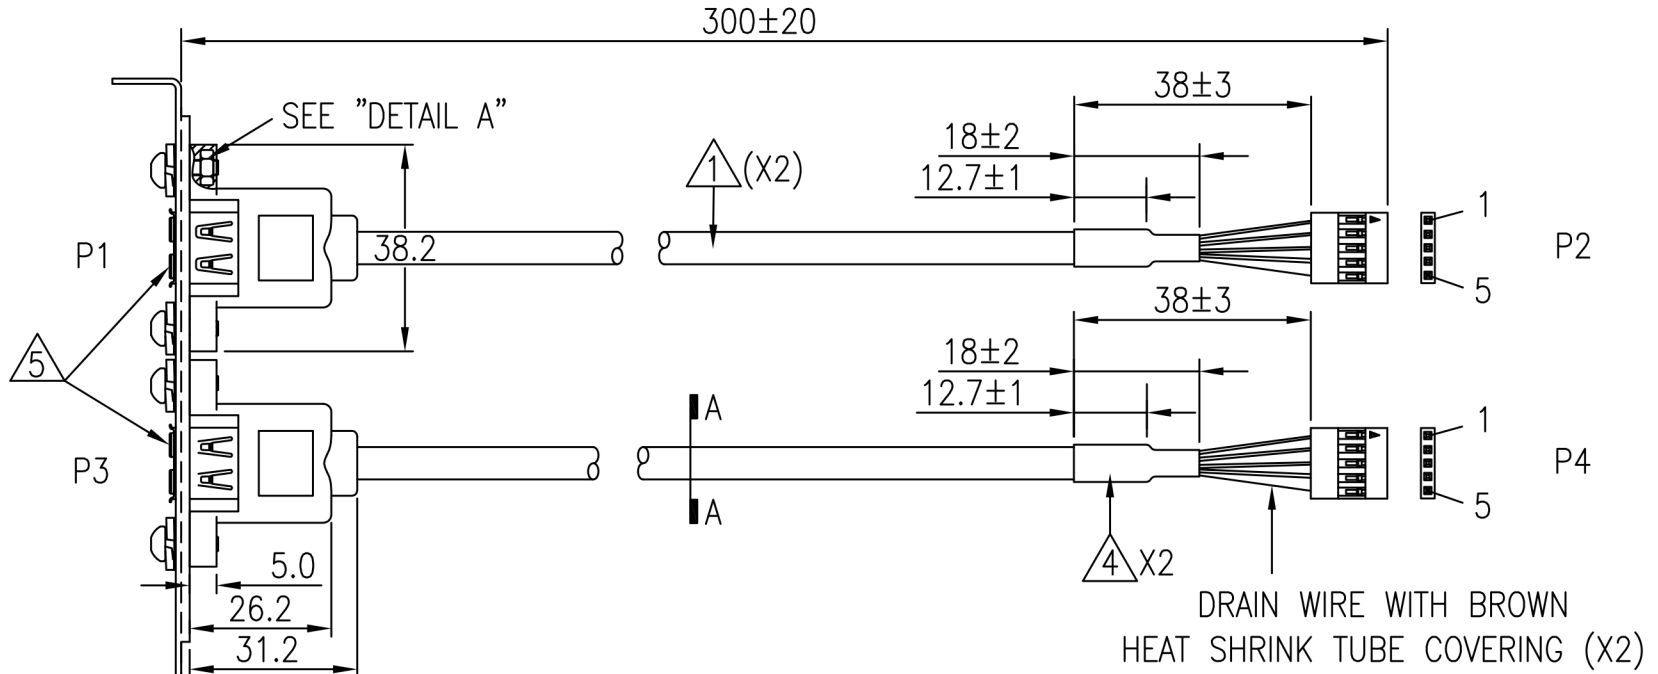 300±20
38±3
SEE "DETAIL A"
18±2
1 (X2)
12.7±1
1
P1
38.2
P2
5
38±3
5
18±2
12.7±1
A
1
P3
P4
5
A
5.0
4 X2
26.2
DRAIN WIRE WITH BROWN
31.2
HEAT SHRINK TUBE COVERING (X2)